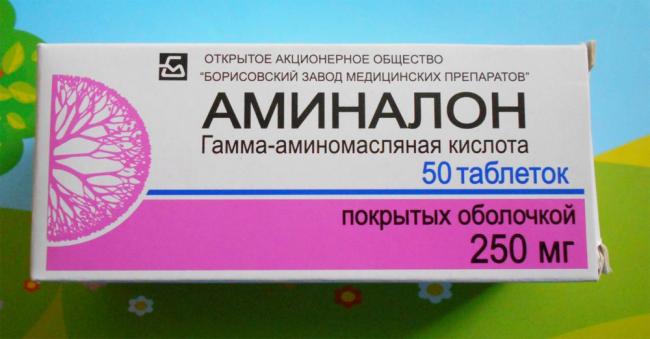 ОТКРЫТОЕ АКЦИОНЕРНОЕ ОБЩЕСТВО
"БОРИСОВСКИЙ ЗАВОД МЕДИЦИНСКИХ ПРЕПАРАТОВ"
АМИНАЛОН
Гамма-аминомасляная кислота
50 таблеток
покрытых оболочкой
250 мг